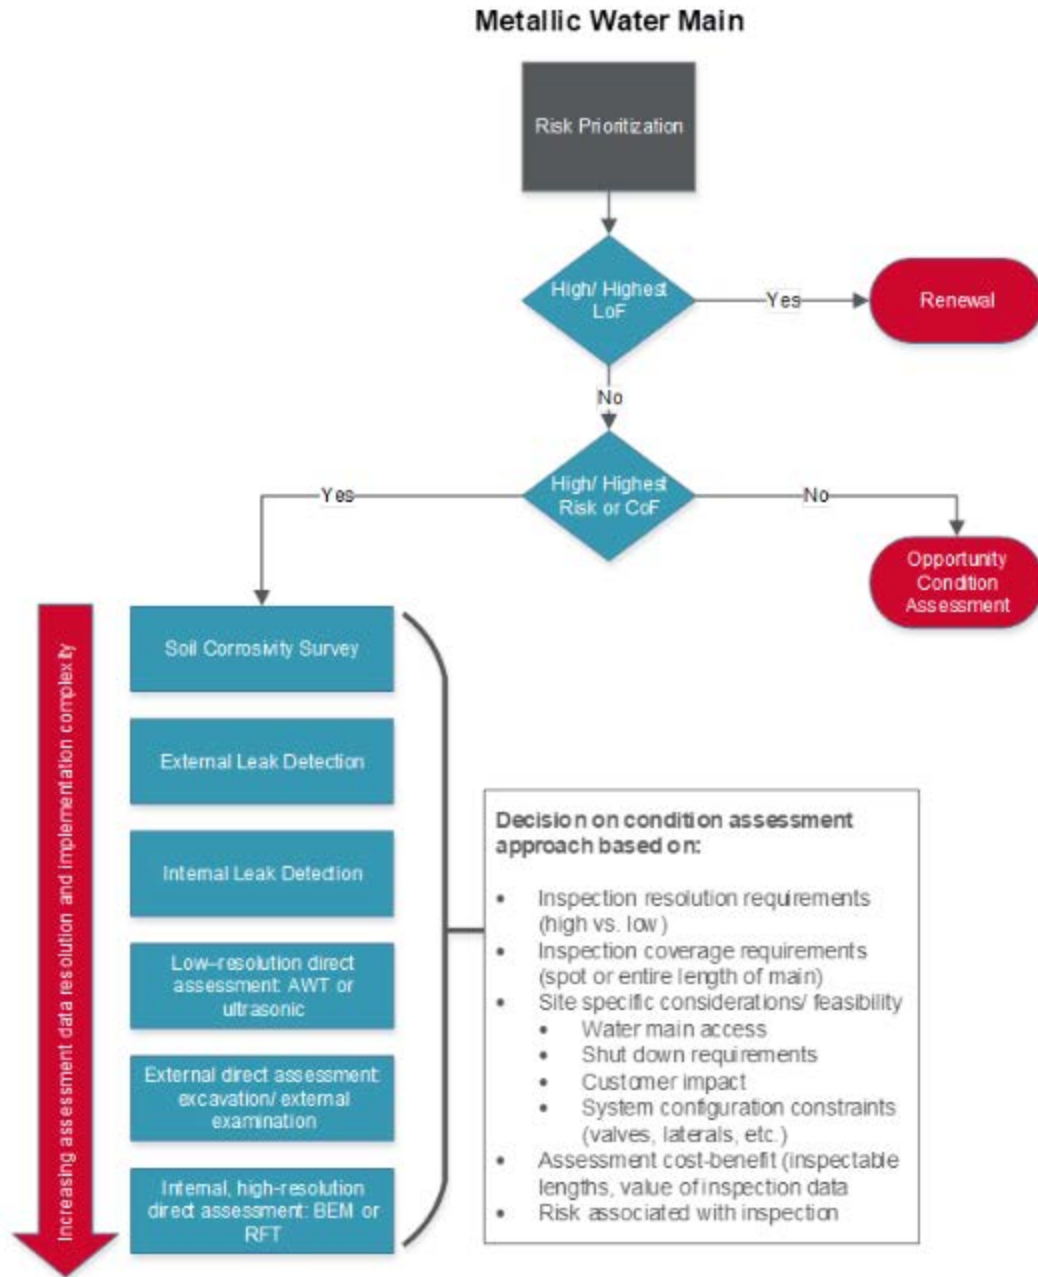 Metallic Water Main
Risk Prioritization
High/ Highest
LoF
Yes
Renewal
No
High/ Highest
Risk or CoF
Yes
No
Opportunity
Condition
Assessment
Increasing assessment data resolution and implementation complexity
Soil Corrosivity Survey
External Leak Detection
Internal Leak Detection
Low–resolution direct
assessment: AWT or
ultrasonic
External direct assessment:
excavation/ external
examination
Internal, high-resolution
direct assessment: BEM or
RFT
Decision on condition assessment
approach based on:
• Inspection resolution requirements
(high vs. low)
• Inspection coverage requirements
(spot or entire length of main)
• Site specific considerations/ feasibility
• Water main access
• Shut down requirements
• Customer impact
• System configuration constraints
(valves, laterals, etc.)
• Assessment cost-benefit (inspectable
lengths, value of inspection data
• Risk associated with inspection